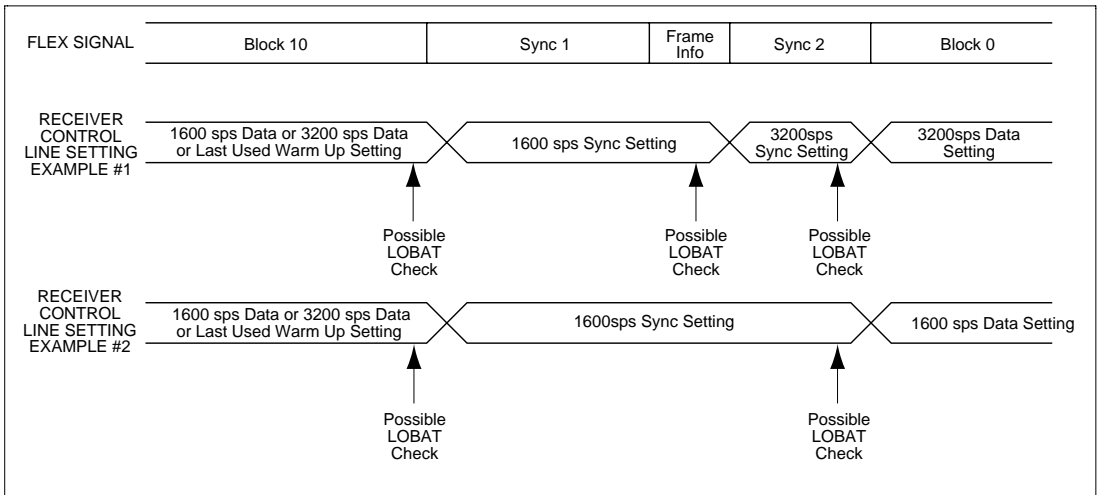 FLEX SIGNAL
Block 10
Sync 1
Frame
Info
Sync 2
Block 0
RECEIVER
CONTROL
LINE SETTING
EXAMPLE #1
1600 sps Data or 3200 sps Data
or Last Used Warm Up Setting
1600 sps Sync Setting
3200sps
Sync Setting
3200sps Data
Setting
Possible
LOBAT
Check
Possible
LOBAT
Check
Possible
LOBAT
Check
RECEIVER
CONTROL
LINE SETTING
EXAMPLE #2
1600 sps Data or 3200 sps Data
or Last Used Warm Up Setting
1600sps Sync Setting
1600 sps Data Setting
Possible
LOBAT
Check
Possible
LOBAT
Check